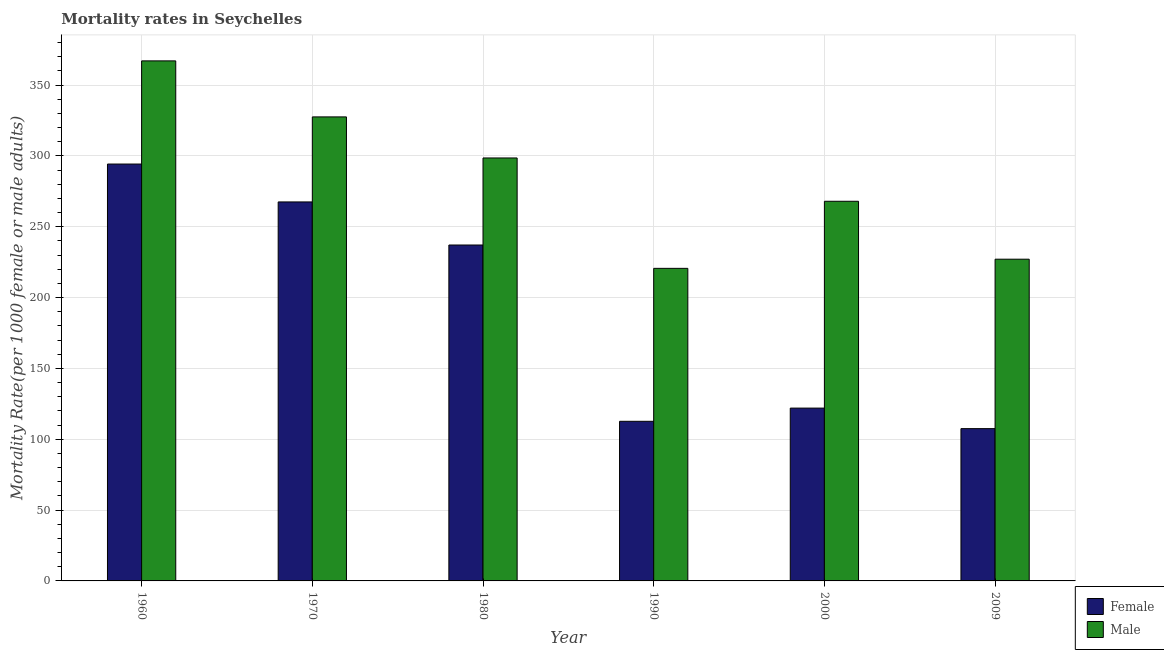 Mortality rates in Seychelles
Mortality Rate(per 1000 female or male adults)
350
300
250
200
150
100
50
0
1960
1970
1980
1990
2000
2009
Year
Female
Male